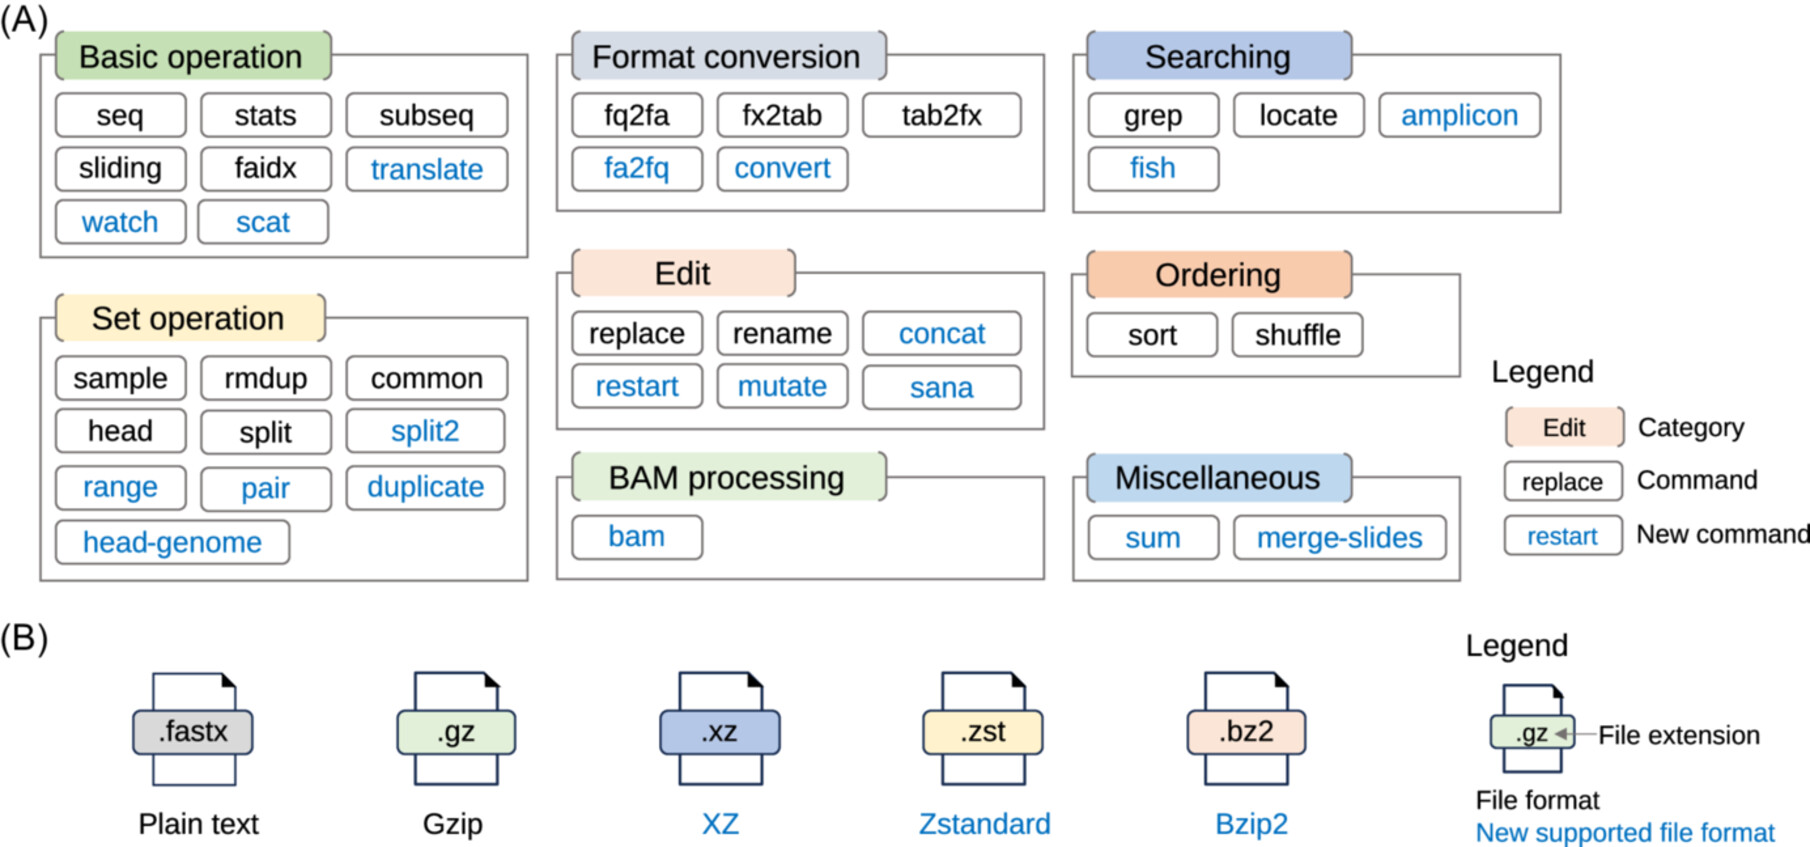 (A)
Basic operation
seq stats subseq
sliding faidx translate
watch scat
Format conversion
fq2fa fx2tab tab2fx
fa2fq convert
Searching
grep locate amplicon
fish
Set operation
sample rmdup common
head split split2
range pair duplicate
head-genome
Edit
replace rename concat
restart mutate sana
Ordering
sort shuffle
BAM processing
bam
Miscellaneous
sum merge-slides
Legend
Edit Category
replace Command
restart New command
(B)
.fastx .gz .xz .zst .bz2
Plain text Gzip XZ Zstandard Bzip2
Legend
.gz File extension
File format
New supported file format